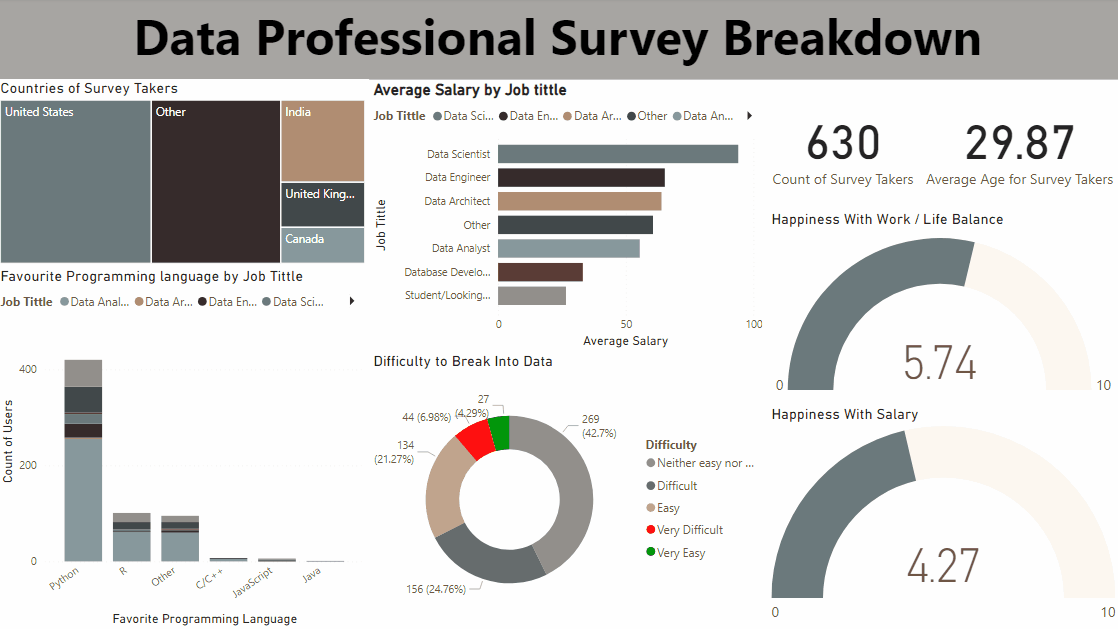 Data Professional Survey Breakdown
Countries of Survey Takers
United States
Other
India
United King...
Canada
Favourite Programming language by Job Tittle
Job Tittle Data Anal... Data Ar... Data En... Data Sci...
Count of Users
400
200
0
Python
R
Other
C/C++
JavaScript
Java
Favorite Programming Language
Average Salary by Job tittle
Job Tittle Data Sci... Data En... Data Ar... Other Data An...
Job Tittle
Data Scientist
Data Engineer
Data Architect
Other
Data Analyst
Database Develo...
Student/Looking...
0 50 100
Average Salary
Difficulty to Break Into Data
27
(4.29%)
44 (6.98%)
134
(21.27%)
156 (24.76%)
269
(42.7%)
Difficulty
Neither easy nor ...
Difficult
Easy
Very Difficult
Very Easy
630
Count of Survey Takers
29.87
Average Age for Survey Takers
Happiness With Work / Life Balance
5.74
0 10
Happiness With Salary
4.27
0 10